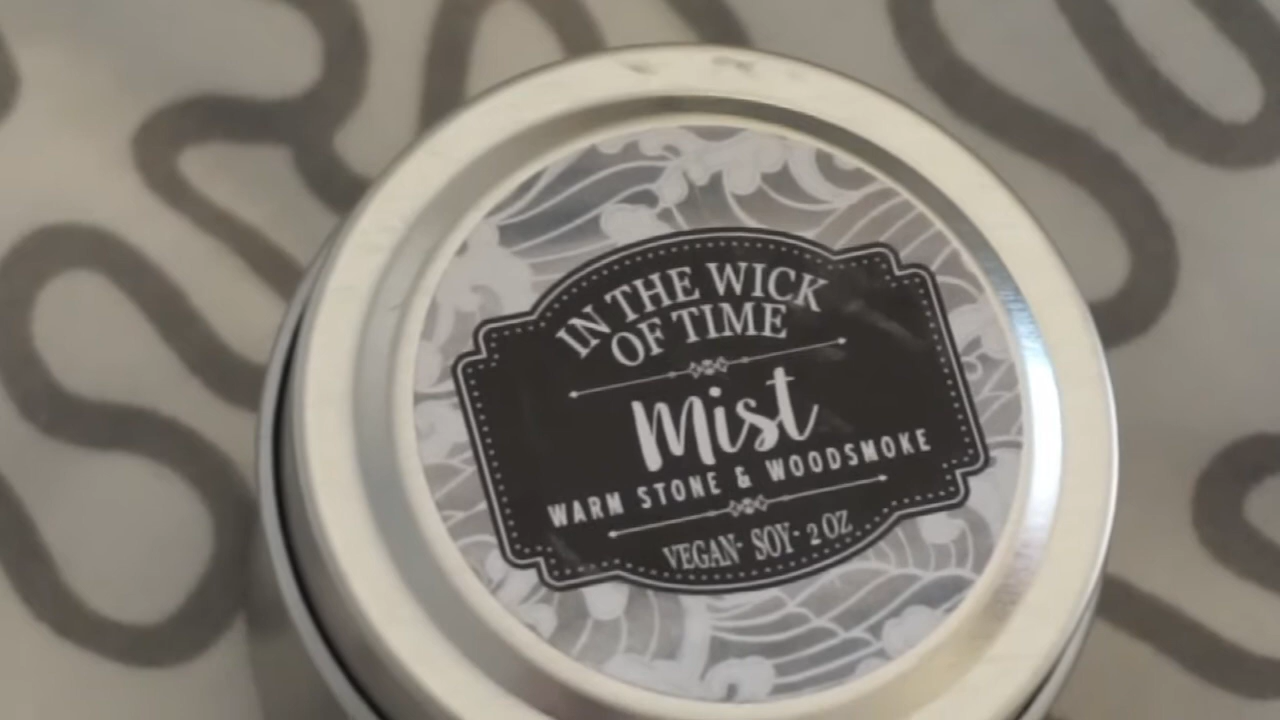 IN THE WICK
OF TIME
Mist
WARM STONE & WOODSMOKE
VEGAN- SOY- 2 OZ